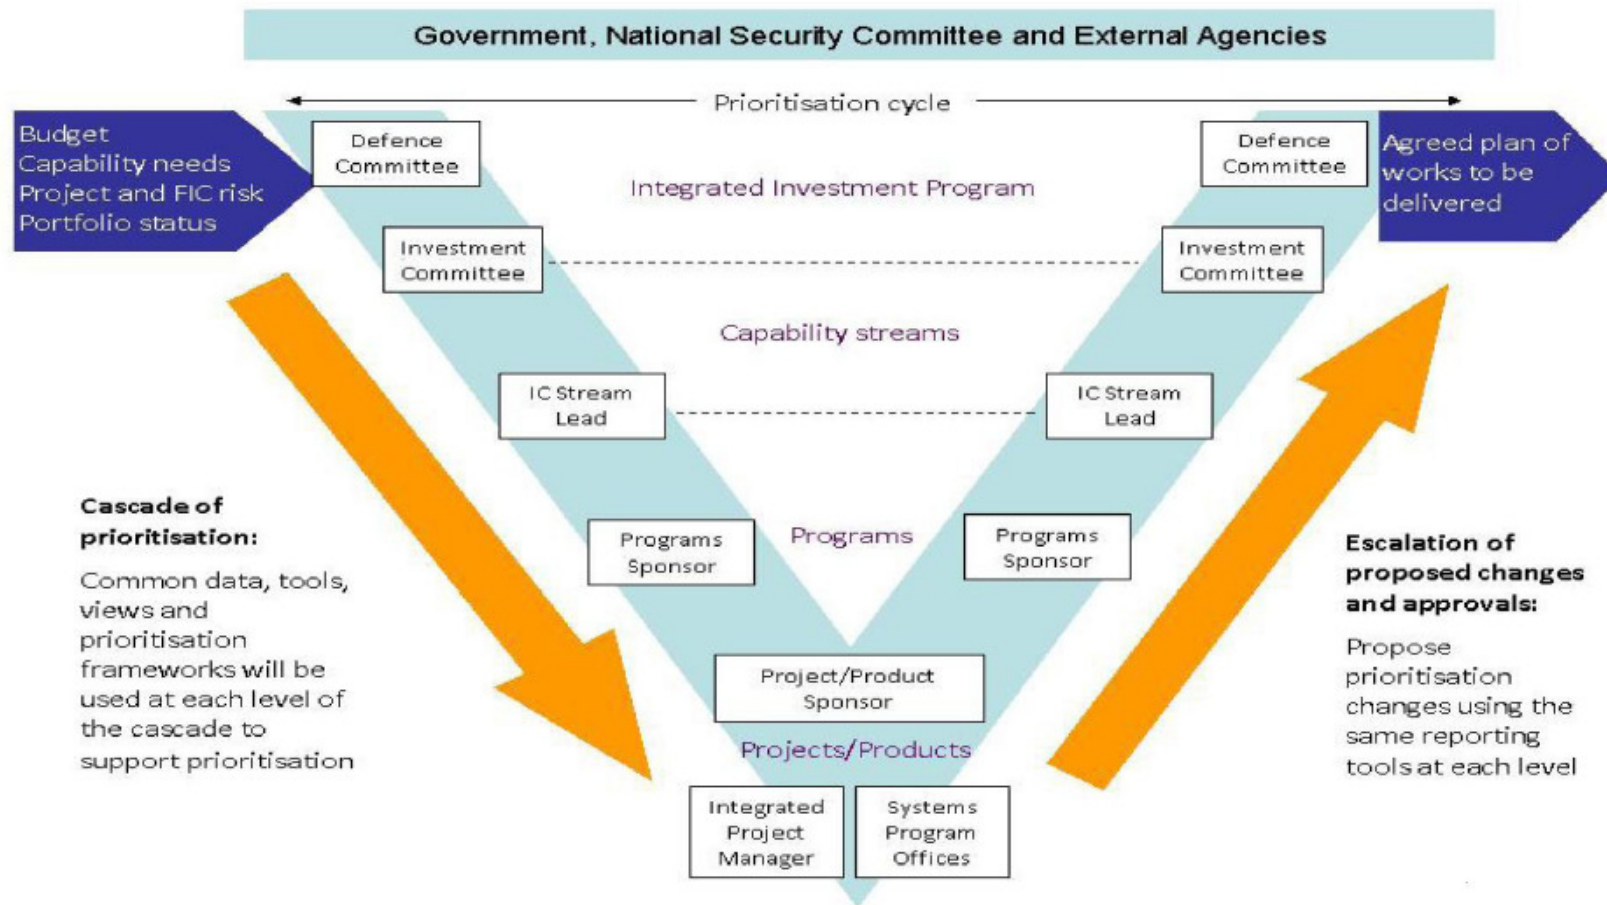 Government, National Security Committee and External Agencies
Prioritisation cycle
Budget
Capability needs
Project and FIC risk
Portfolio status
Defence
Committee
Integrated Investment Program
Defence
Committee
Agreed plan of
works to be
delivered
Investment
Committee
Investment
Committee
Capability streams
IC Stream
Lead
IC Stream
Lead
Cascade of
prioritisation:
Common data, tools,
views and
prioritisation
frameworks will be
used at each level of
the cascade to
support prioritisation
Programs
Sponsor
Programs
Programs
Sponsor
Escalation of
proposed changes
and approvals:
Propose
prioritisation
changes using the
same reporting
tools at each level
Project/Product
Sponsor
Projects/Products
Integrated
Project
Manager
Systems
Program
Offices